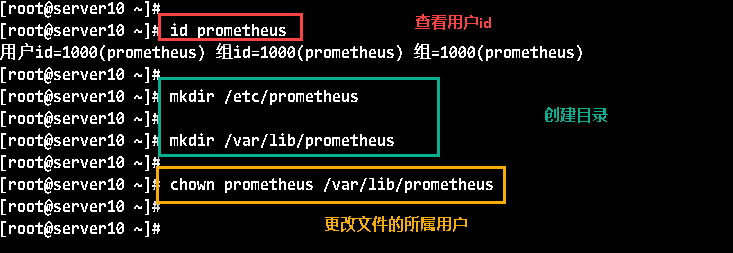 [root@server10 ~]#
[root@server10 ~]# id prometheus 查看用户id
用户id=1000(prometheus) 组id=1000(prometheus) 组=1000(prometheus)
[root@server10 ~]#
[root@server10 ~]# mkdir /etc/prometheus
[root@server10 ~]# 创建目录
[root@server10 ~]# mkdir /var/lib/prometheus
[root@server10 ~]#
[root@server10 ~]# chown prometheus /var/lib/prometheus
[root@server10 ~]# 更改文件的所属用户
[root@server10 ~]#